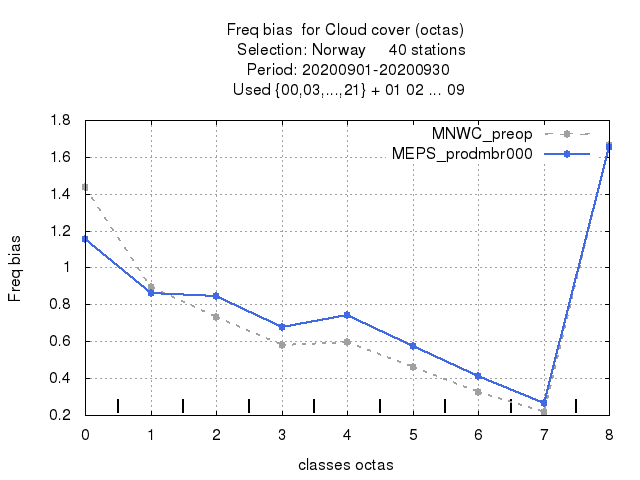 Freq bias  for Cloud cover (octas)
Selection: Norway     40 stations
Period: 20200901-20200930
Used {00,03,...,21} + 01 02 ... 09
MNWC_preop
MEPS_prodmbr000
1.8
1.6
1.4
1.2
1
0.8
0.6
0.4
0.2
Freq bias
0 1 2 3 4 5 6 7 8
classes octas